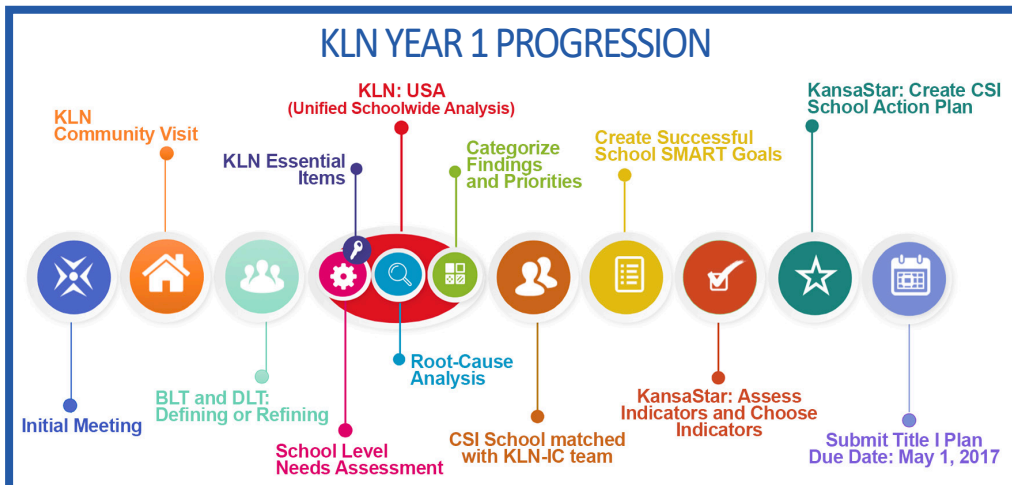 KLN YEAR 1 PROGRESSION
KLN
Community Visit
KLN Essential
Items
KLN: USA
(Unified Schoolwide Analysis)
Categorize
Findings
and Priorities
Create Successful
School SMART Goals
KansaStar: Create CSI
School Action Plan
Initial Meeting
BLT and DLT:
Defining or Refining
School Level
Needs Assessment
Root-Cause
Analysis
CSI School matched
with KLN-IC team
KansaStar: Assess
Indicators and Choose
Indicators
Submit Title I Plan
Due Date: May 1, 2017